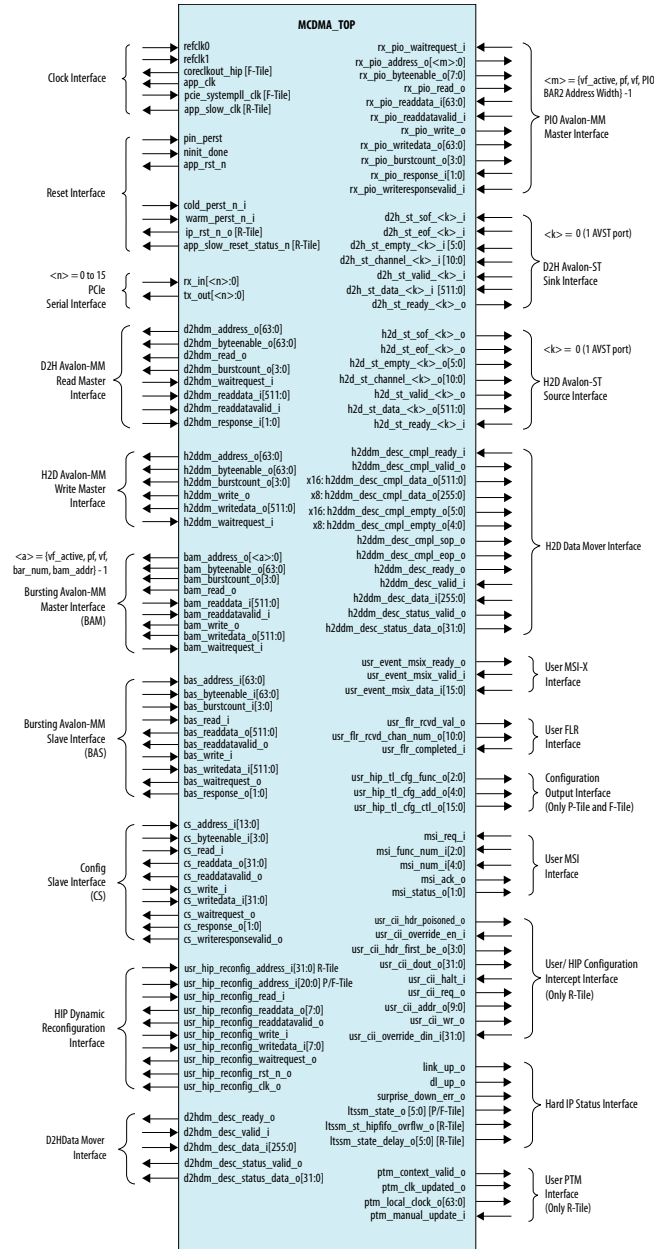 MCDMA_TOP
Clock Interface
refclk0
refclk1
coreclkout_hip [F-Tile]
app_clk
pcie_systempll_clk [F-Tile]
app_slow_clk [R-Tile]
Reset Interface
pin_perst
ninit_done
app_rst_n
cold_perst_n_i
warm_perst_n_i
ip_rst_n_o [R-Tile]
app_slow_reset_status_n [R-Tile]
<n> = 0 to 15
PCIe
Serial Interface
rx_in[<n>:0]
tx_out[<n>:0]
D2H Avalon-MM
Read Master
Interface
d2hdm_address_o[63:0]
d2hdm_byteenable_o[63:0]
d2hdm_read_o
d2hdm_burstcount_o[3:0]
d2hdm_waitrequest_i
d2hdm_readdata_i[511:0]
d2hdm_readdatavalid_i
d2hdm_response_i[1:0]
H2D Avalon-MM
Write Master
Interface
h2ddm_address_o[63:0]
h2ddm_byteenable_o[63:0]
h2ddm_burstcount_o[3:0]
h2ddm_write_o
h2ddm_writedata_o[511:0]
h2ddm_waitrequest_i
<a> = {vf_active, pf, vf,
bar_num, bam_addr} - 1
Bursting Avalon-MM
Master Interface
(BAM)
bam_address_o[<a>:0]
bam_byteenable_o[63:0]
bam_burstcount_o[3:0]
bam_read_o
bam_readdata_i[511:0]
bam_readdatavalid_i
bam_write_o
bam_writedata_o[511:0]
bam_waitrequest_i
Bursting Avalon-MM
Slave Interface
(BAS)
bas_address_i[63:0]
bas_byteenable_i[63:0]
bas_burstcount_i[3:0]
bas_read_i
bas_readdata_o[511:0]
bas_readdatavalid_o
bas_write_i
bas_writedata_i[511:0]
bas_waitrequest_o
bas_response_o[1:0]
Config
Slave Interface
(CS)
cs_address_i[13:0]
cs_byteenable_i[3:0]
cs_read_i
cs_readdata_o[31:0]
cs_readdatavalid_o
cs_write_i
cs_writedata_i[31:0]
cs_waitrequest_o
cs_response_o[1:0]
cs_writeresponsevalid_o
HIP Dynamic
Reconfiguration
Interface
usr_hip_reconfig_address_i[31:0] R-Tile
usr_hip_reconfig_address_i[20:0] P/F-Tile
usr_hip_reconfig_read_i
usr_hip_reconfig_readdata_o[7:0]
usr_hip_reconfig_readdatavalid_o
usr_hip_reconfig_write_i
usr_hip_reconfig_writedata_i[7:0]
usr_hip_reconfig_waitrequest_o
usr_hip_reconfig_rst_n_o
usr_hip_reconfig_clk_o
D2HData Mover
Interface
d2hdm_desc_ready_o
d2hdm_desc_valid_i
d2hdm_desc_data_i[255:0]
d2hdm_desc_status_valid_o
d2hdm_desc_status_data_o[31:0]
rx_pio_waitrequest_i
rx_pio_address_o[<m>:0]
rx_pio_byteenable_o[7:0]
rx_pio_read_o
rx_pio_readdata_i[63:0]
rx_pio_readdatavalid_i
rx_pio_write_o
rx_pio_writedata_o[63:0]
rx_pio_burstcount_o[3:0]
rx_pio_response_i[1:0]
rx_pio_writeresponsevalid_i
<m> = {vf_active, pf, vf, PIO
BAR2 Address Width} -1
PIO Avalon-MM
Master Interface
d2h_st_sof_<k>_i
d2h_st_eof_<k>_i
d2h_st_empty_<k>_i [5:0]
d2h_st_channel_<k>_i [10:0]
d2h_st_valid_<k>_i
d2h_st_data_<k>_i [511:0]
d2h_st_ready_<k>_o
<k> = 0 (1 AVST port)
D2H Avalon-ST
Sink Interface
h2d_st_sof_<k>_o
h2d_st_eof_<k>_o
h2d_st_empty_<k>_o[5:0]
h2d_st_channel_<k>_o[10:0]
h2d_st_valid_<k>_o
h2d_st_data_<k>_o[511:0]
h2d_st_ready_<k>_i
<k> = 0 (1 AVST port)
H2D Avalon-ST
Source Interface
h2ddm_desc_cmpl_ready_i
h2ddm_desc_cmpl_valid_o
x16: h2ddm_desc_cmpl_data_o[511:0]
x8: h2ddm_desc_cmpl_data_o[255:0]
x16: h2ddm_desc_cmpl_empty_o[5:0]
x8: h2ddm_desc_cmpl_empty_o[4:0]
h2ddm_desc_cmpl_sop_o
h2ddm_desc_cmpl_eop_o
h2ddm_desc_ready_o
h2ddm_desc_valid_i
h2ddm_desc_data_i[255:0]
h2ddm_desc_status_valid_o
h2ddm_desc_status_data_o[31:0]
H2D Data Mover Interface
usr_event_msix_ready_o
usr_event_msix_valid_i
usr_event_msix_data_i[15:0]
User MSI-X
Interface
usr_flr_rcvd_val_o
usr_flr_rcvd_chan_num_o[10:0]
usr_flr_completed_i
User FLR
Interface
usr_hip_tl_cfg_func_o[2:0]
usr_hip_tl_cfg_add_o[4:0]
usr_hip_tl_cfg_ctl_o[15:0]
Configuration
Output Interface
(Only P-Tile and F-Tile)
msi_req_i
msi_func_num_i[2:0]
msi_num_i[4:0]
msi_ack_o
msi_status_o[1:0]
User MSI
Interface
usr_cii_hdr_poisoned_o
usr_cii_override_en_i
usr_cii_hdr_first_be_o[3:0]
usr_cii_dout_o[31:0]
usr_cii_halt_i
usr_cii_req_o
usr_cii_addr_o[9:0]
usr_cii_wr_o
usr_cii_override_din_i[31:0]
User/ HIP Configuration
Intercept Interface
(Only R-Tile)
link_up_o
dl_up_o
surprise_down_err_o
ltssm_state_o [5:0] [P/F-Tile]
ltssm_st_hipfifo_ovrflw_o [R-Tile]
ltssm_state_delay_o[5:0] [R-Tile]
Hard IP Status Interface
ptm_context_valid_o
ptm_clk_updated_o
ptm_local_clock_o[63:0]
ptm_manual_update_i
User PTM
Interface
(Only R-Tile)